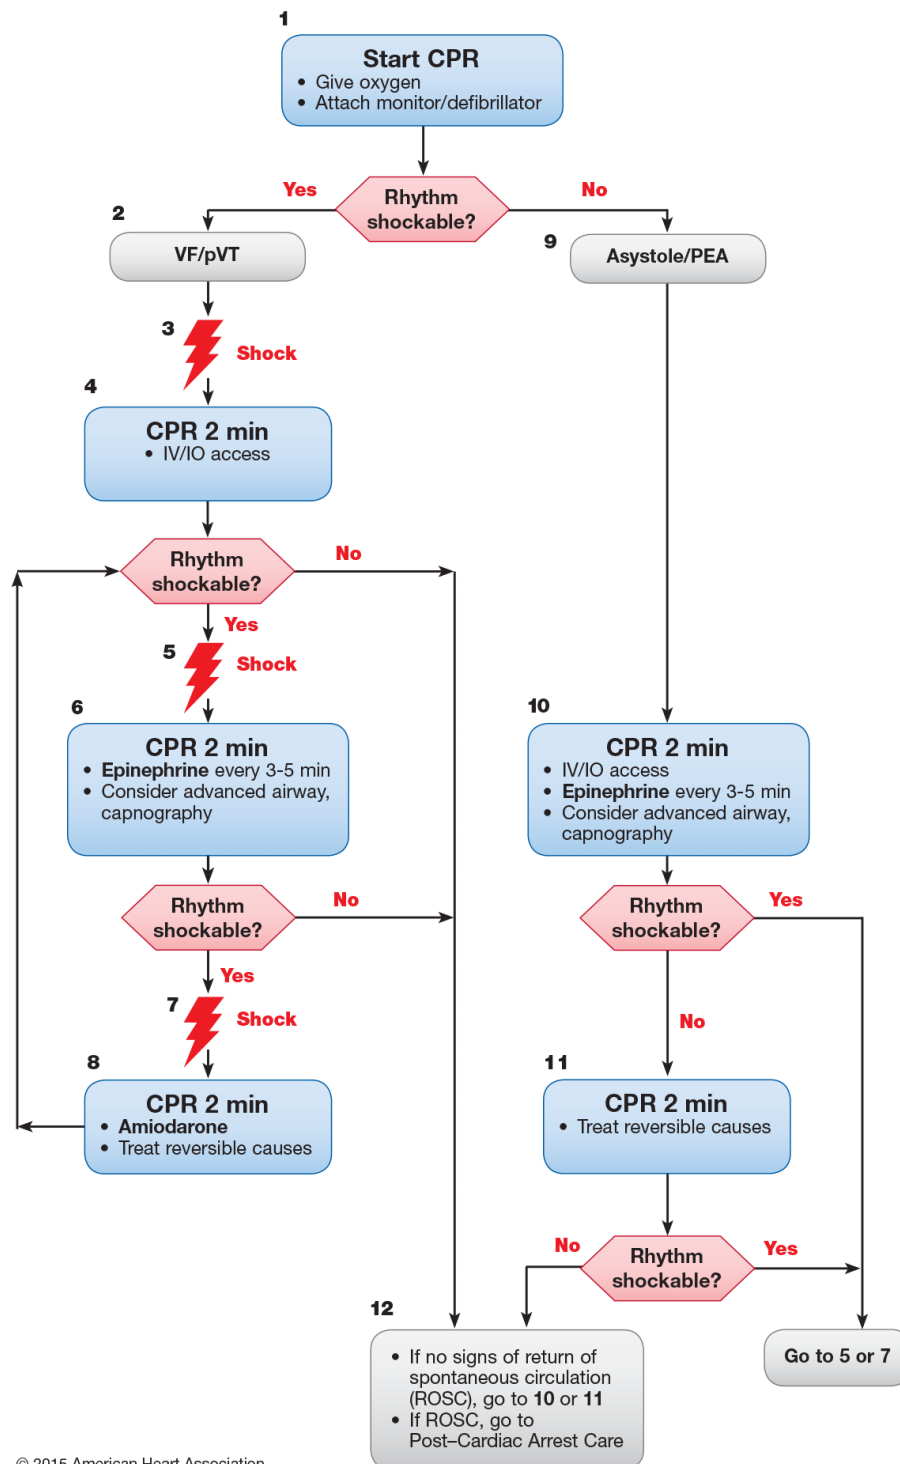 1
Start CPR
• Give oxygen
• Attach monitor/defibrillator
Rhythm
shockable?
Yes
No
2
VF/pVT
9
Asystole/PEA
3
Shock
4
CPR 2 min
• IV/IO access
Rhythm
shockable?
No
Yes
5
Shock
6
CPR 2 min
• Epinephrine every 3-5 min
• Consider advanced airway,
capnography
10
CPR 2 min
• IV/IO access
• Epinephrine every 3-5 min
• Consider advanced airway,
capnography
Rhythm
shockable?
No
Yes
Rhythm
shockable?
Yes
No
7
Shock
8
CPR 2 min
• Amiodarone
• Treat reversible causes
11
CPR 2 min
• Treat reversible causes
Rhythm
shockable?
No
Yes
12
• If no signs of return of
spontaneous circulation
(ROSC), go to 10 or 11
• If ROSC, go to
Post–Cardiac Arrest Care
Go to 5 or 7
© 2015 American Heart Association